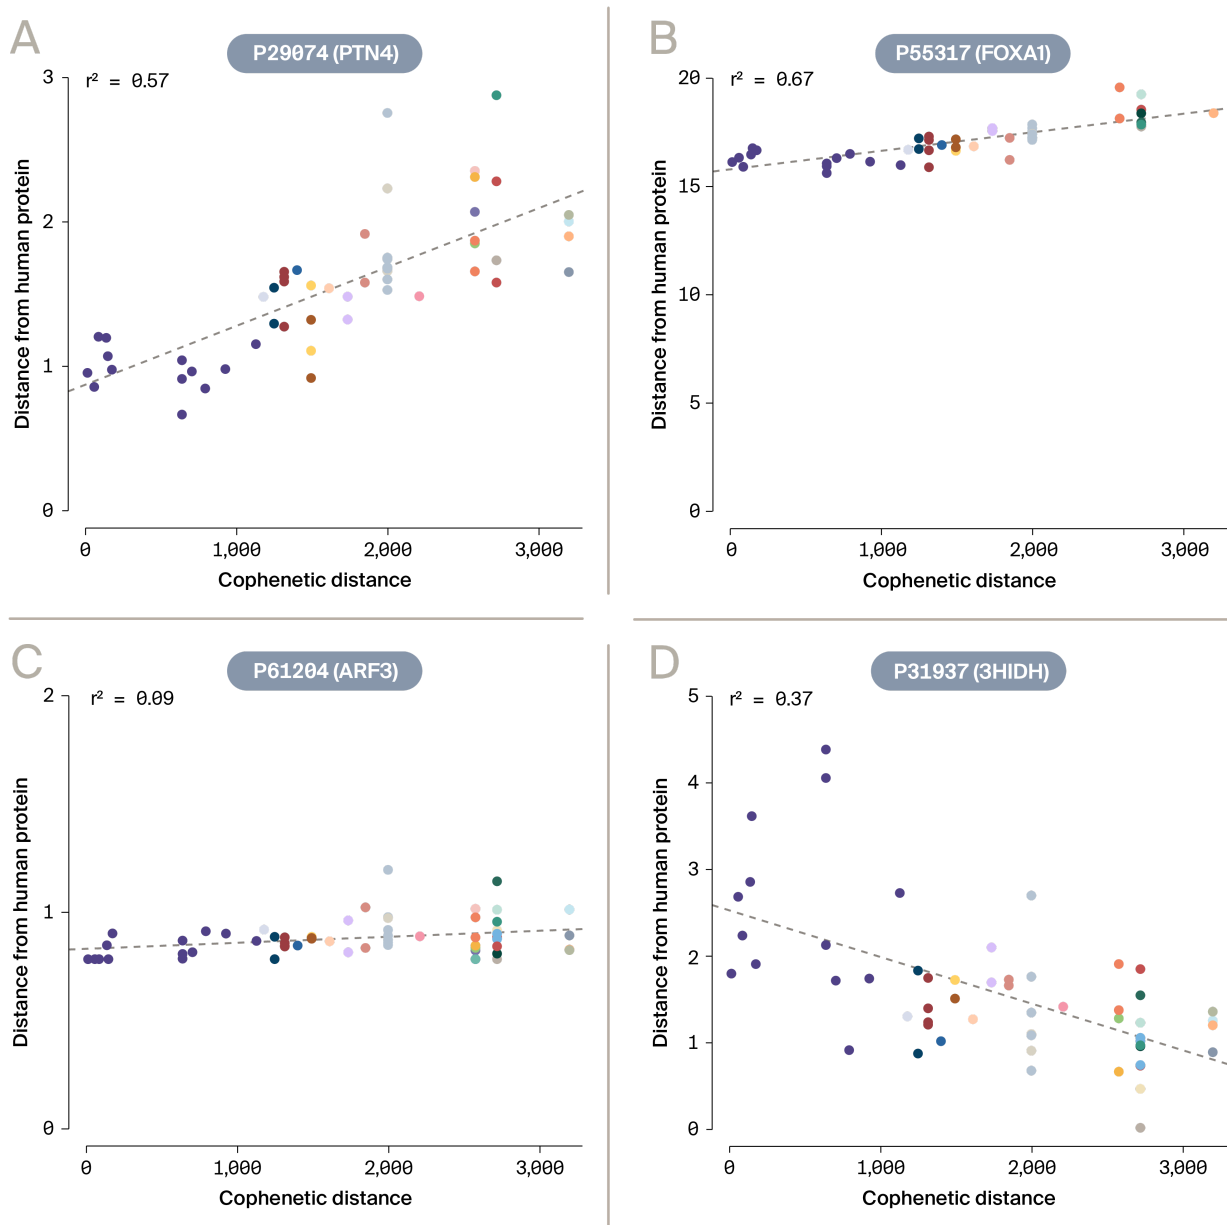 A
P29074 (PTN4)
r² = 0.57
3
2
1
0
Distance from human protein
0 1,000 2,000 3,000
Cophenetic distance
B
P55317 (FOXA1)
r² = 0.67
20
15
10
5
0
Distance from human protein
0 1,000 2,000 3,000
Cophenetic distance
C
P61204 (ARF3)
r² = 0.09
2
1
0
Distance from human protein
0 1,000 2,000 3,000
Cophenetic distance
D
P31937 (3HIDH)
r² = 0.37
5
4
3
2
1
0
Distance from human protein
0 1,000 2,000 3,000
Cophenetic distance